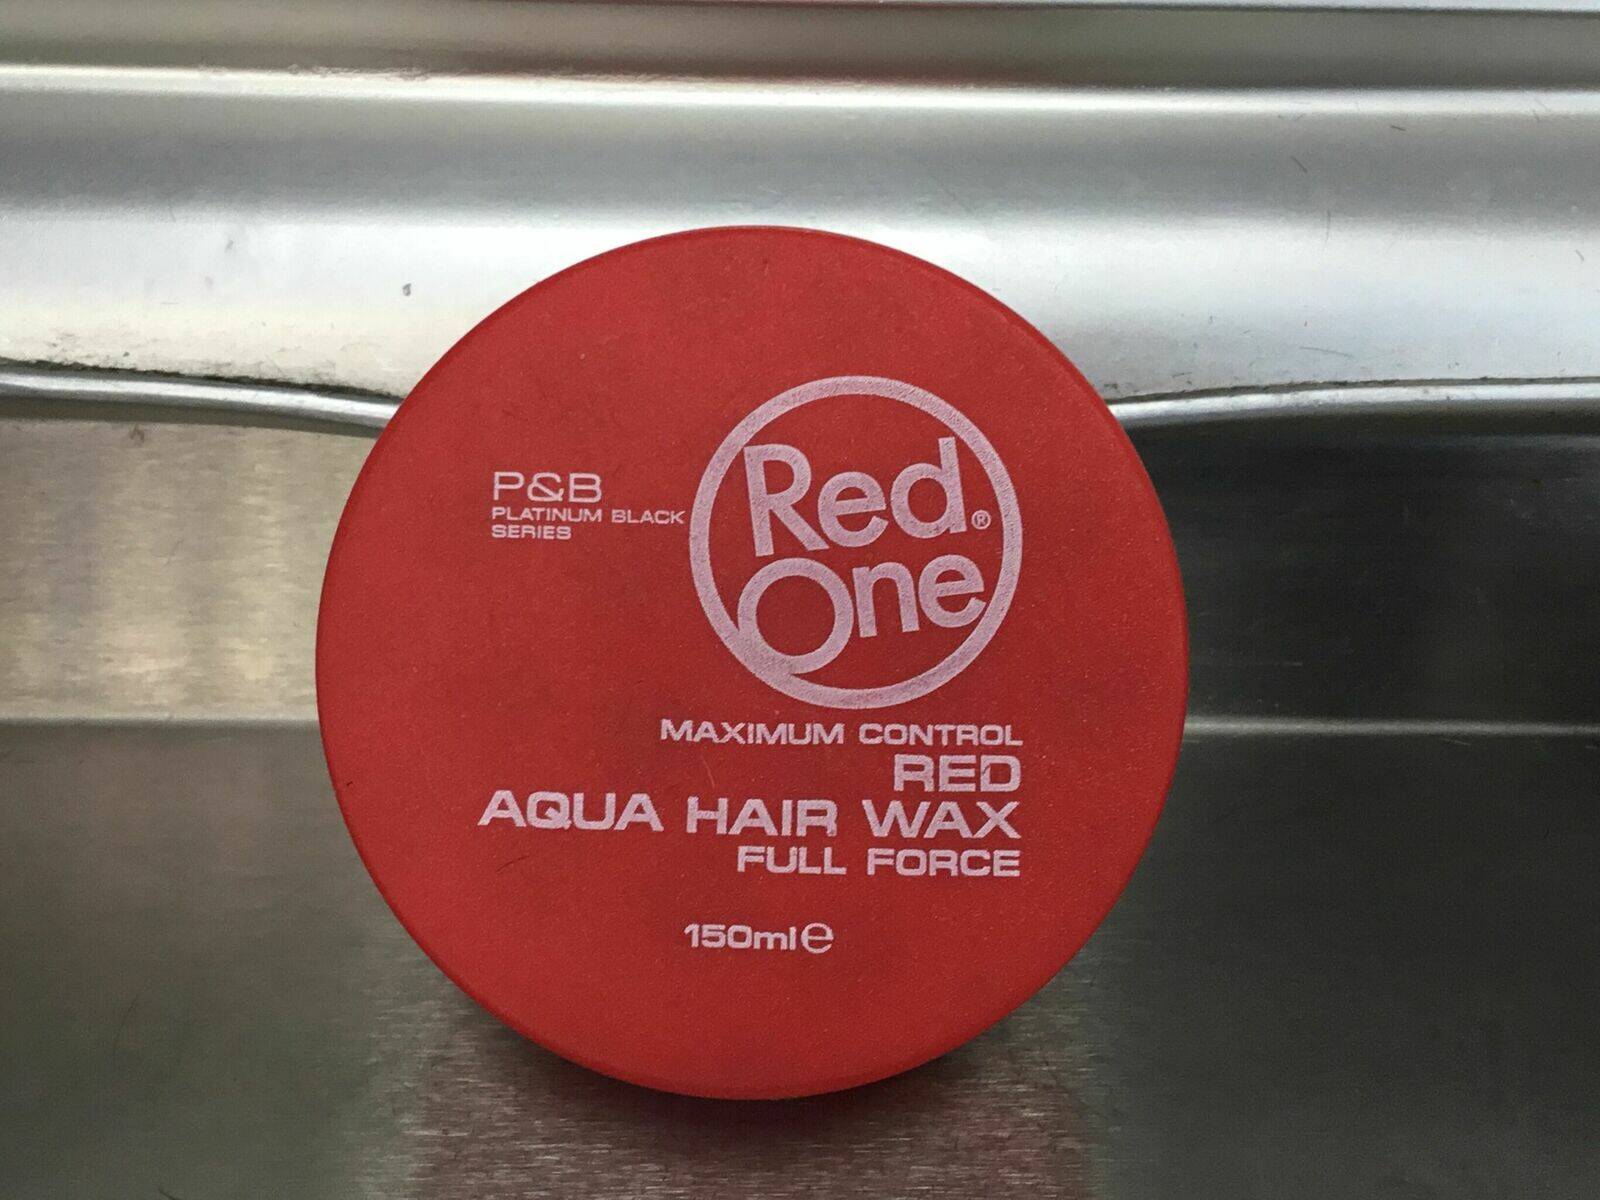 P&B
PLATINUM BLACK
SERIES
Red®
One
MAXIMUM CONTROL
RED
AQUA HAIR WAX
FULL FORCE
150ml℮